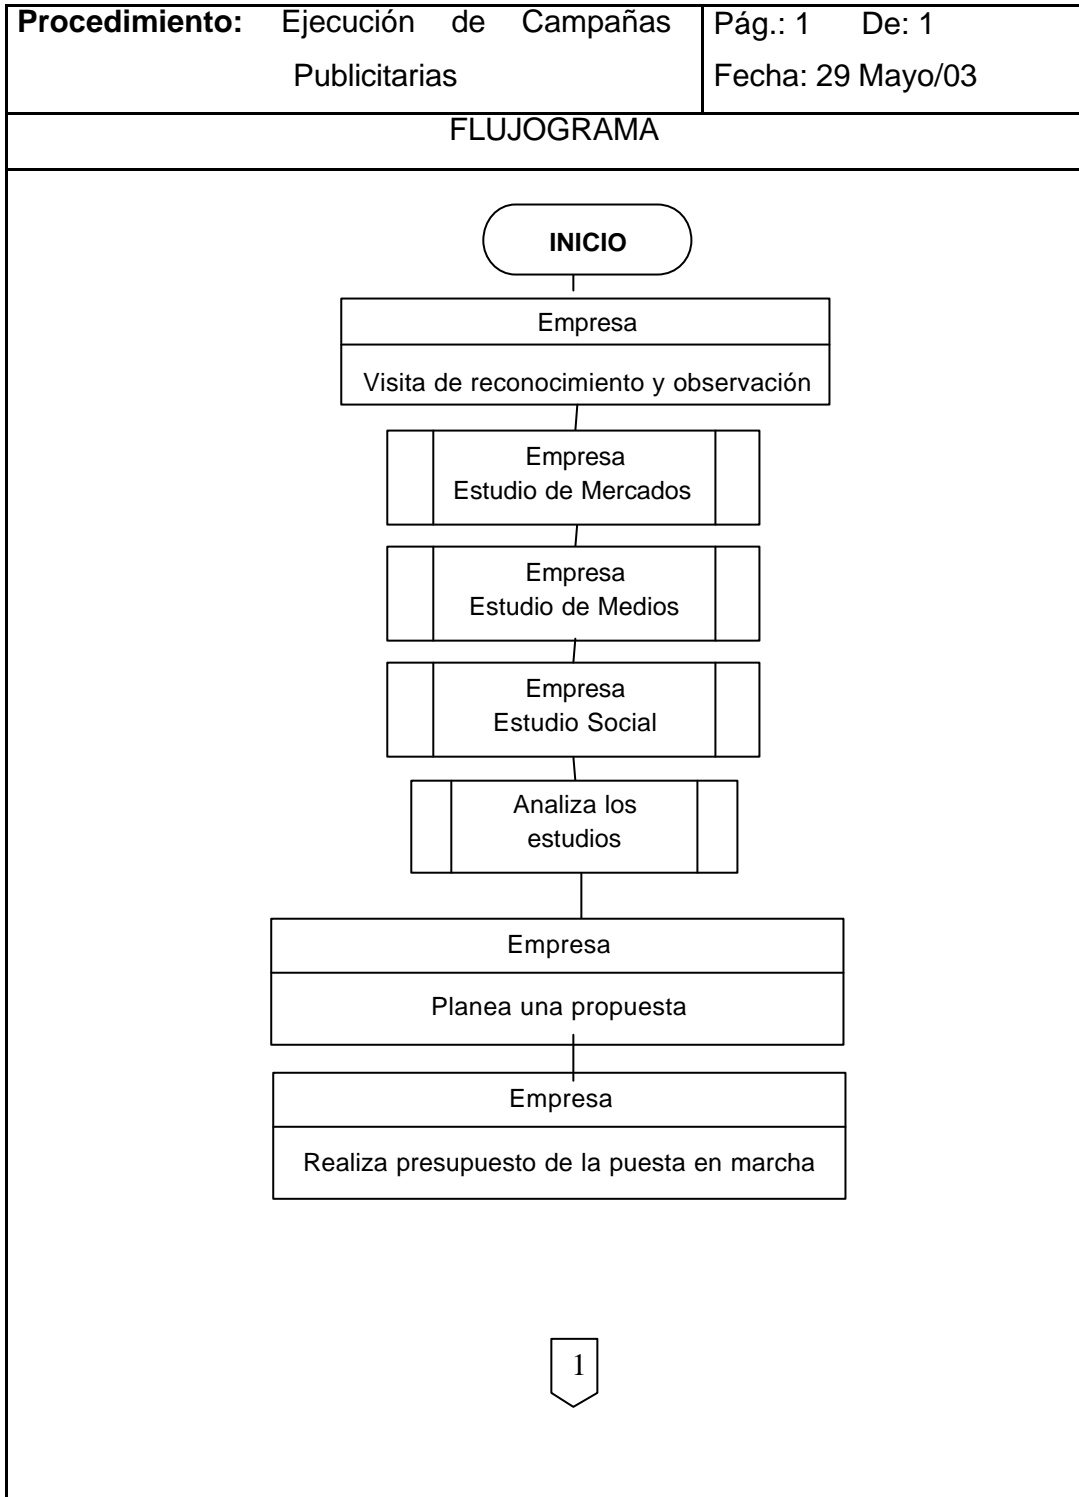 Procedimiento: Ejecución de Campañas
Publicitarias
Pág.: 1 De: 1
Fecha: 29 Mayo/03
FLUJOGRAMA
INICIO
Empresa
Visita de reconocimiento y observación
Empresa
Estudio de Mercados
Empresa
Estudio de Medios
Empresa
Estudio Social
Analiza los
estudios
Empresa
Planea una propuesta
Empresa
Realiza presupuesto de la puesta en marcha
1